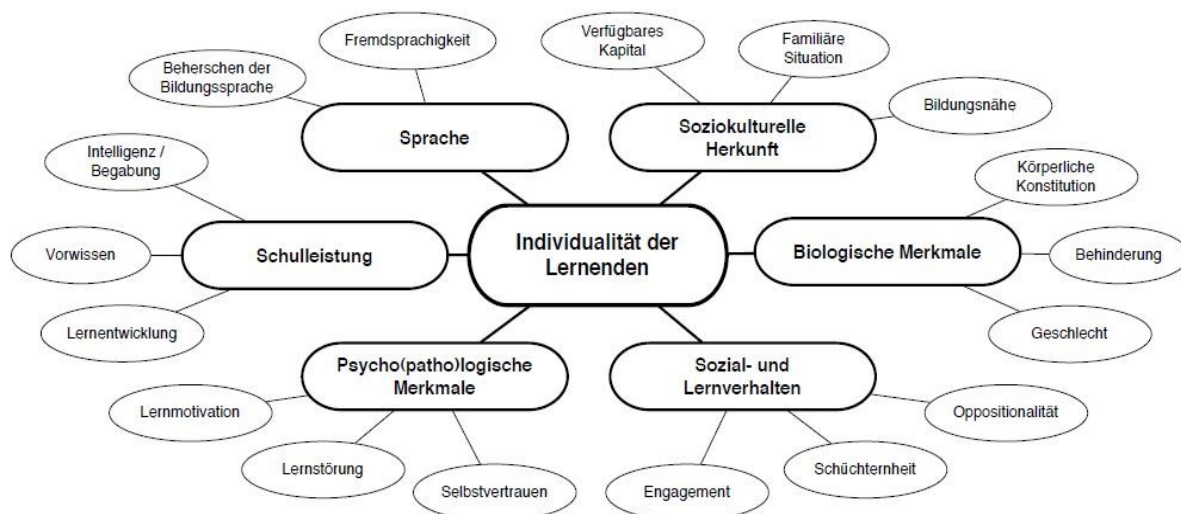 Fremdsprachigkeit
Verfügbares
Kapital
Familiäre
Situation
Beherschen der
Bildungssprache
Bildungsnähe
Sprache
Soziokulturelle
Herkunft
Intelligenz /
Begabung
Körperliche
Konstitution
Vorwissen
Schulleistung
Individualität der
Lernenden
Biologische Merkmale
Behinderung
Lernentwicklung
Geschlecht
Psycho(patho)logische
Merkmale
Sozial- und
Lernverhalten
Lernmotivation
Oppositionalität
Lernstörung
Schüchternheit
Selbstvertrauen
Engagement